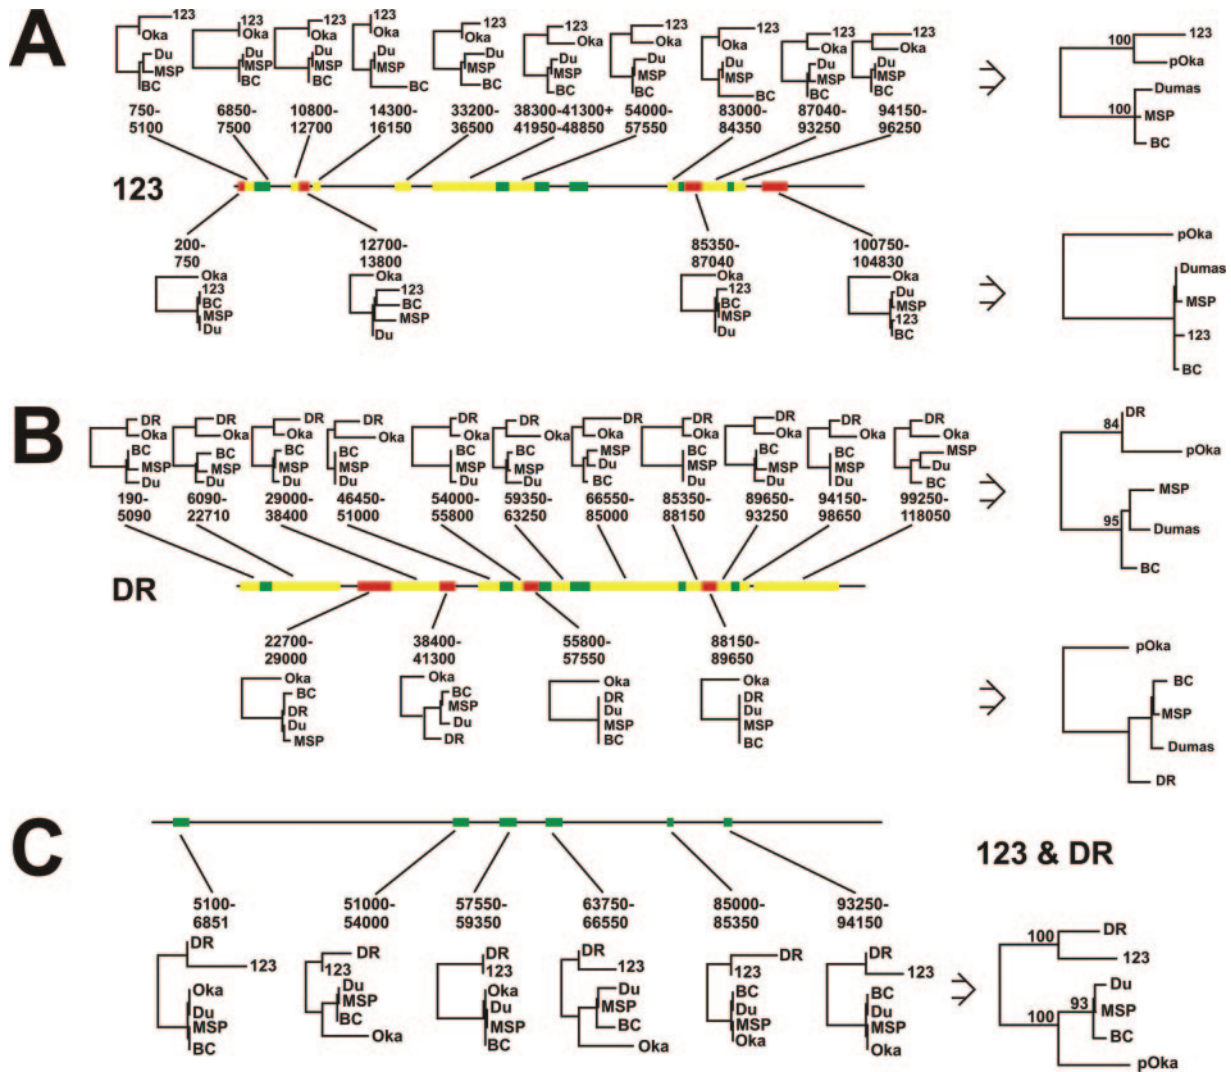 A
123
Oka
Du
MSP
BC
750-
5100
123
Oka
Du
MSP
BC
6850-
7500
123
Oka
Du
MSP
BC
10800-
12700
123
Oka
Du
MSP
BC
14300-
16150
123
Oka
Du
MSP
BC
33200-
36500
123
Oka
Du
MSP
BC
38300-41300+
41950-48850
123
Oka
Du
MSP
BC
54000-
57550
123
Oka
Du
MSP
BC
83000-
84350
123
Oka
Du
MSP
BC
87040-
93250
123
Oka
Du
MSP
BC
94150-
96250
100
123
pOka
100
Dumas
MSP
BC
123
200-
750
Oka
123
BC
MSP
Du
12700-
13800
Oka
123
BC
MSP
Du
85350-
87040
Oka
123
BC
MSP
Du
100750-
104830
Oka
Du
MSP
123
BC
pOka
Dumas
MSP
123
BC
B
DR
Oka
BC
MSP
Du
190-
5090
DR
Oka
BC
MSP
Du
6090-
22710
DR
Oka
BC
MSP
Du
29000-
38400
DR
Oka
BC
MSP
Du
46450-
51000
DR
Oka
BC
MSP
Du
54000-
55800
DR
Oka
BC
MSP
Du
59350-
63250
DR
Oka
MSP
Du
BC
66550-
85000
DR
Oka
BC
MSP
Du
85350-
88150
DR
Oka
BC
MSP
Du
89650-
93250
DR
Oka
BC
MSP
Du
94150-
98650
DR
Oka
MSP
Du
BC
99250-
118050
84
DR
pOka
95
MSP
Dumas
BC
DR
22700-
29000
Oka
BC
DR
Du
MSP
38400-
41300
Oka
BC
MSP
Du
DR
55800-
57550
Oka
DR
Du
MSP
BC
88150-
89650
Oka
DR
Du
MSP
BC
pOka
BC
MSP
Dumas
DR
C
123 & DR
5100-
6851
DR
123
Oka
Du
MSP
BC
51000-
54000
DR
123
Du
MSP
BC
Oka
57550-
59350
DR
123
Oka
Du
MSP
BC
63750-
66550
DR
123
Du
MSP
BC
Oka
85000-
85350
DR
123
BC
Du
MSP
Oka
93250-
94150
DR
123
BC
Du
MSP
Oka
100
DR
123
100
93
Du
MSP
BC
pOka